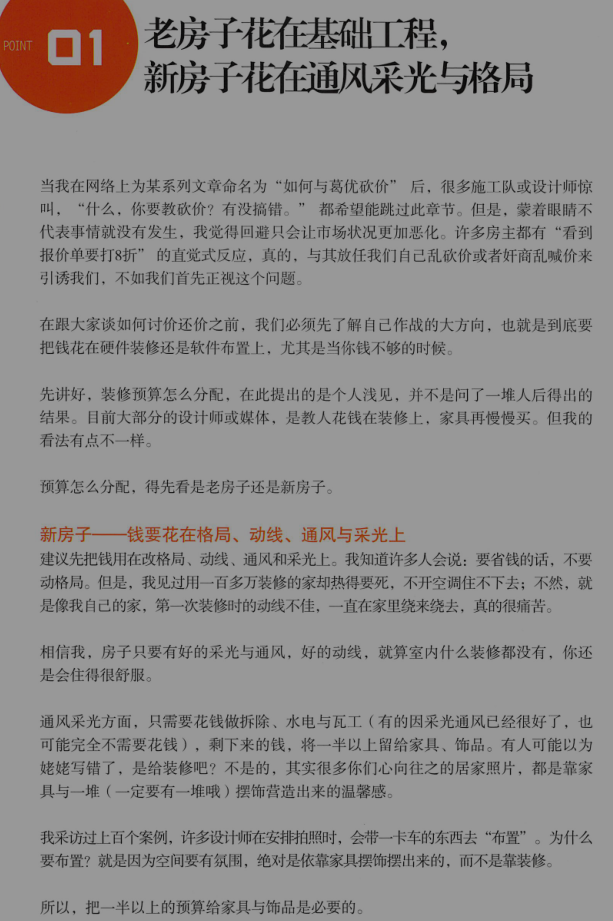 POINT 01
老房子花在基础工程，
新房子花在通风采光与格局
当我在网络上为某系列文章命名为“如何与葛优砍价” 后，很多施工队或设计师惊
叫，“什么，你要教砍价？有没搞错。” 都希望能跳过此章节。但是，蒙着眼睛不
代表事情就没有发生，我觉得回避只会让市场状况更加恶化。许多房主都有“看到
报价单要打8折” 的直觉式反应，真的，与其放任我们自己乱砍价或者奸商乱喊价来
引诱我们，不如我们首先正视这个问题。
在跟大家谈如何讨价还价之前，我们必须先了解自己作战的大方向，也就是到底要
把钱花在硬件装修还是软件布置上，尤其是当你钱不够的时候。
先讲好，装修预算怎么分配，在此提出的是个人浅见，并不是问了一堆人后得出的
结果。目前大部分的设计师或媒体，是教人花钱在装修上，家具再慢慢买。但我的
看法有点不一样。
预算怎么分配，得先看是老房子还是新房子。
新房子——钱要花在格局、动线、通风与采光上
建议先把钱用在改格局、动线、通风和采光上。我知道许多人会说：要省钱的话，不要
动格局。但是，我见过用一百多万装修的家却热得要死，不开空调住不下去；不然，就
是像我自己的家，第一次装修时的动线不佳，一直在家里绕来绕去，真的很痛苦。
相信我，房子只要有好的采光与通风，好的动线，就算室内什么装修都没有，你还
是会住得很舒服。
通风采光方面，只需要花钱做拆除、水电与瓦工（有的因采光通风已经很好了，也
可能完全不需要花钱），剩下来的钱，将一半以上留给家具、饰品。有人可能以为
姥姥写错了，是给装修吧？不是的，其实很多你们心向往之的居家照片，都是靠家
具与一堆（一定要有一堆哦）摆饰营造出来的温馨感。
我采访过上百个案例，许多设计师在安排拍照时，会带一卡车的东西去“布置”。为什么
要布置？就是因为空间要有氛围，绝对是依靠家具摆饰摆出来的，而不是靠装修。
所以，把一半以上的预算给家具与饰品是必要的。